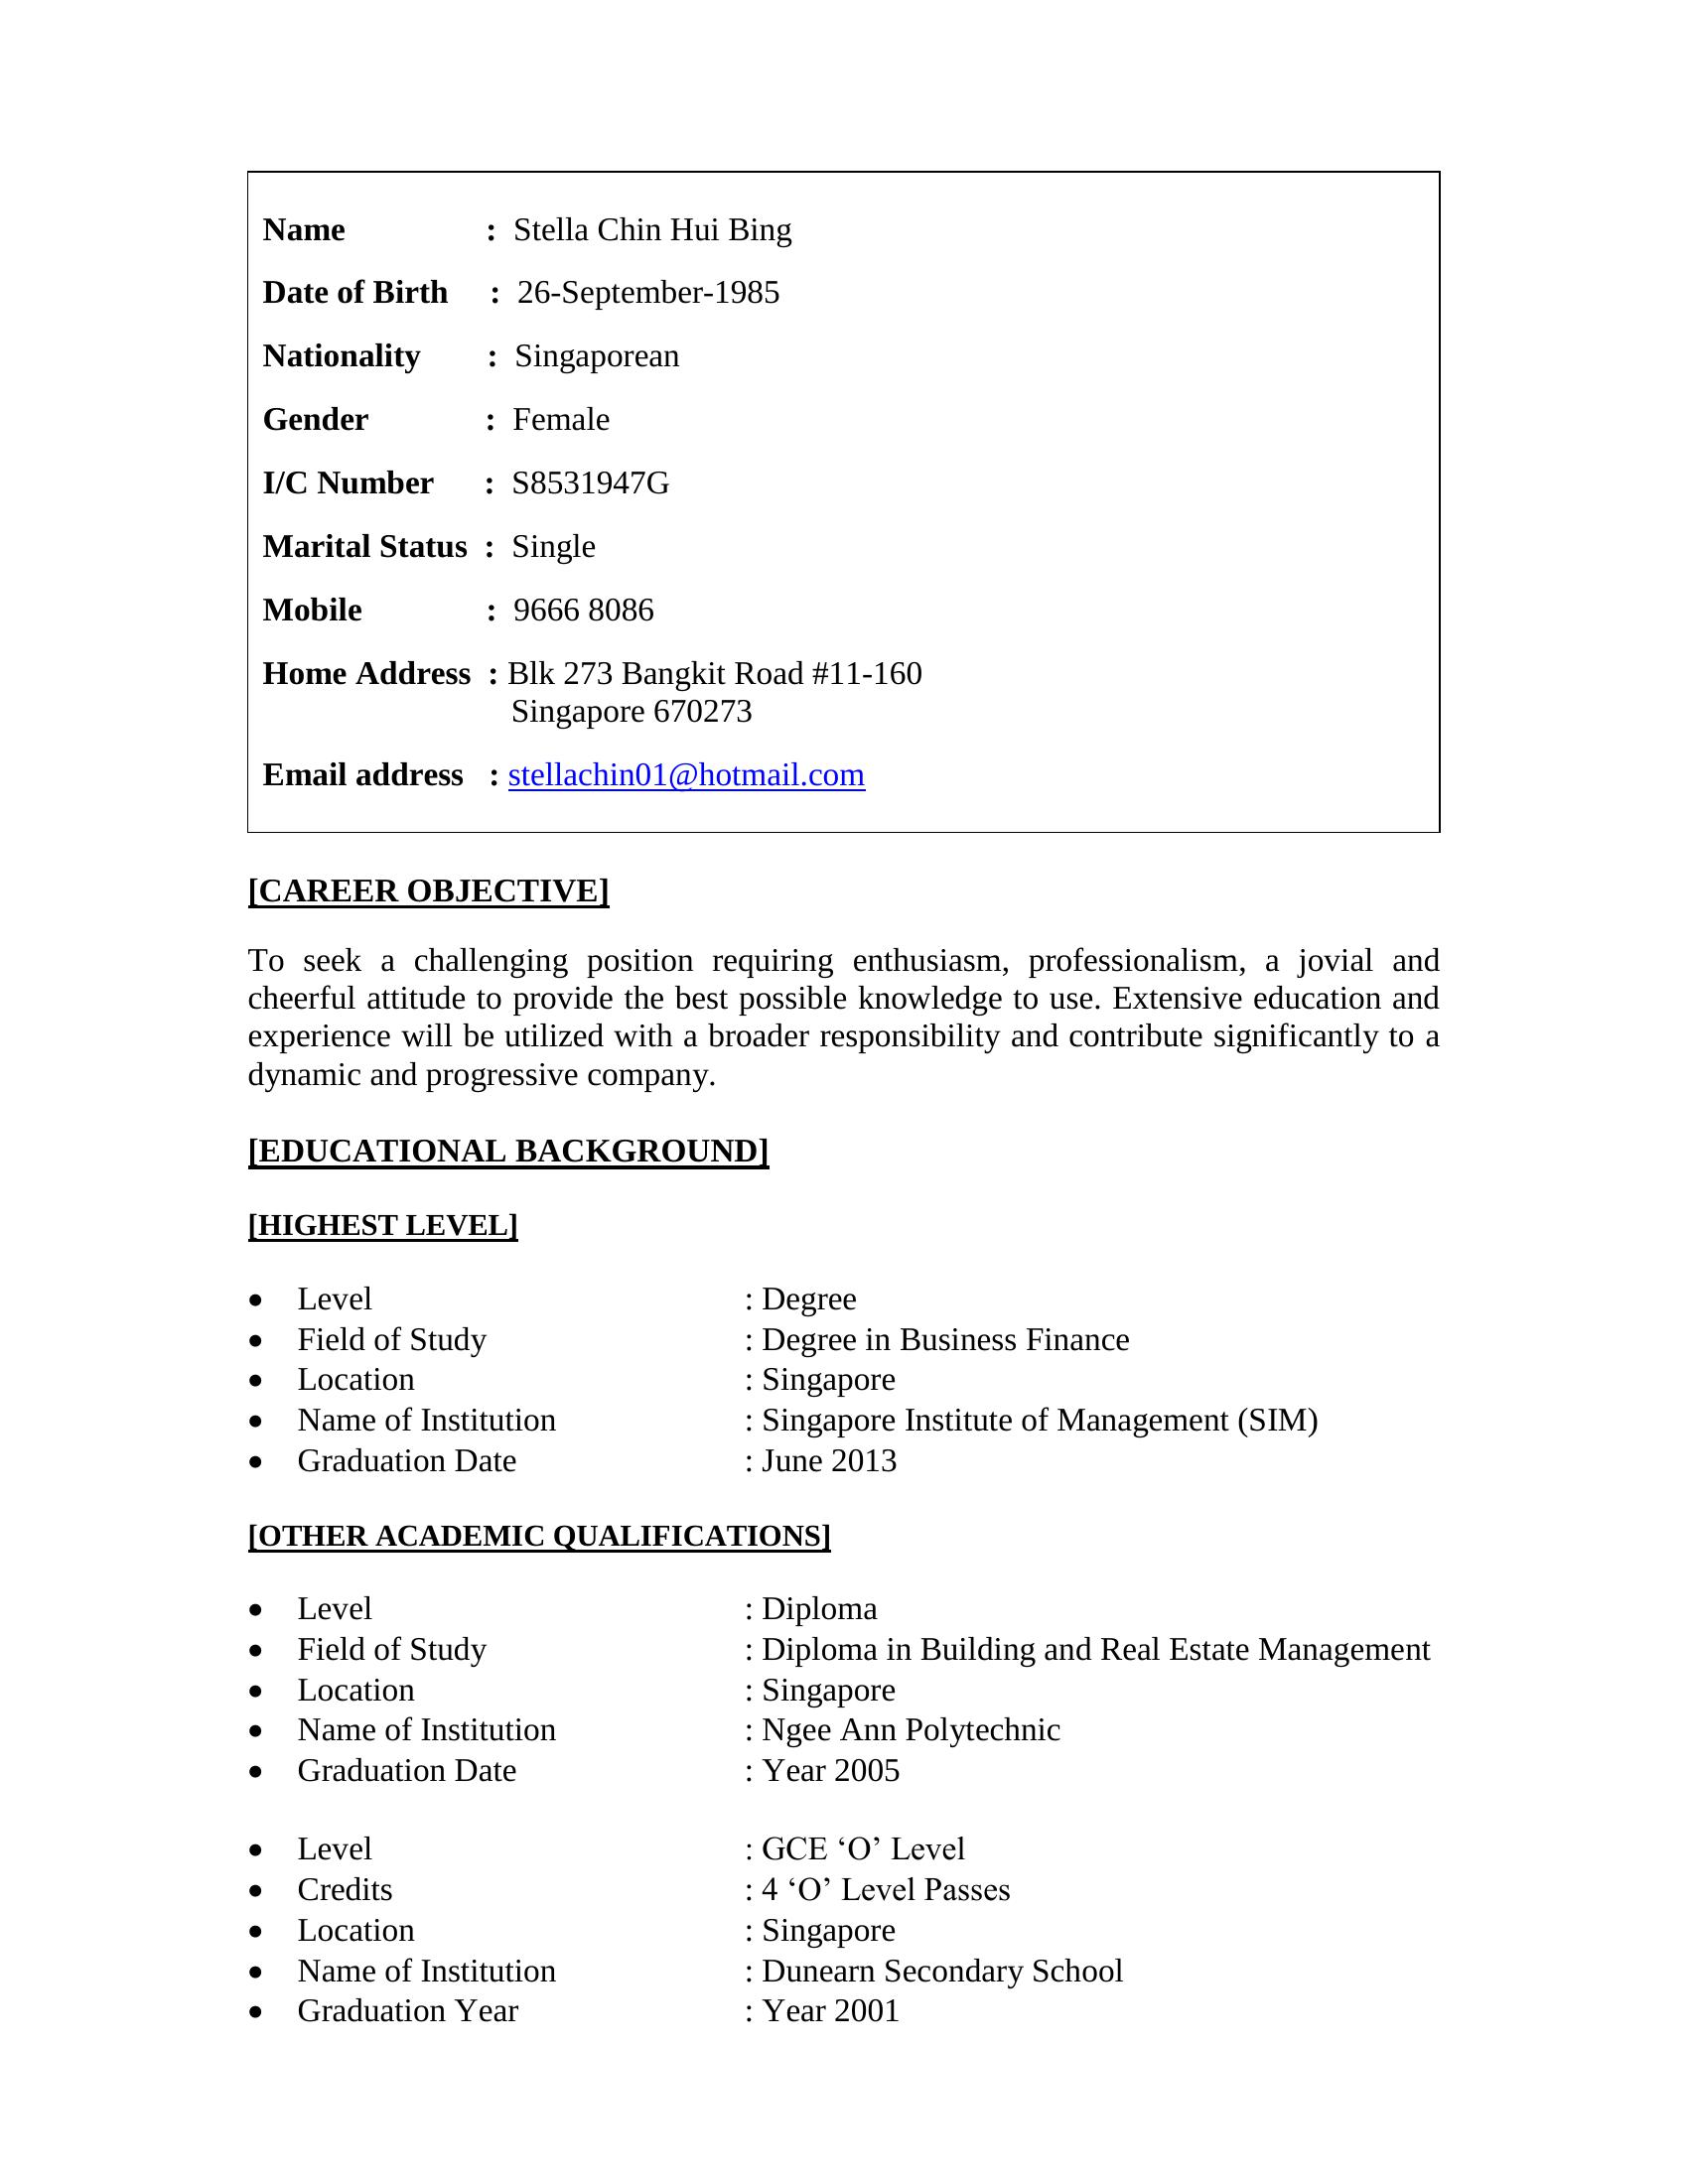 Name : Stella Chin Hui Bing
Date of Birth : 26-September-1985
Nationality : Singaporean
Gender : Female
I/C Number : S8531947G
Marital Status : Single
Mobile : 9666 8086
Home Address : Blk 273 Bangkit Road #11-160
Singapore 670273
Email address : stellachin01@hotmail.com
[CAREER OBJECTIVE]
To seek a challenging position requiring enthusiasm, professionalism, a jovial and
cheerful attitude to provide the best possible knowledge to use. Extensive education and
experience will be utilized with a broader responsibility and contribute significantly to a
dynamic and progressive company.
[EDUCATIONAL BACKGROUND]
[HIGHEST LEVEL]
• Level : Degree
• Field of Study : Degree in Business Finance
• Location : Singapore
• Name of Institution : Singapore Institute of Management (SIM)
• Graduation Date : June 2013
[OTHER ACADEMIC QUALIFICATIONS]
• Level : Diploma
• Field of Study : Diploma in Building and Real Estate Management
• Location : Singapore
• Name of Institution : Ngee Ann Polytechnic
• Graduation Date : Year 2005
• Level : GCE ‘O’ Level
• Credits : 4 ‘O’ Level Passes
• Location : Singapore
• Name of Institution : Dunearn Secondary School
• Graduation Year : Year 2001